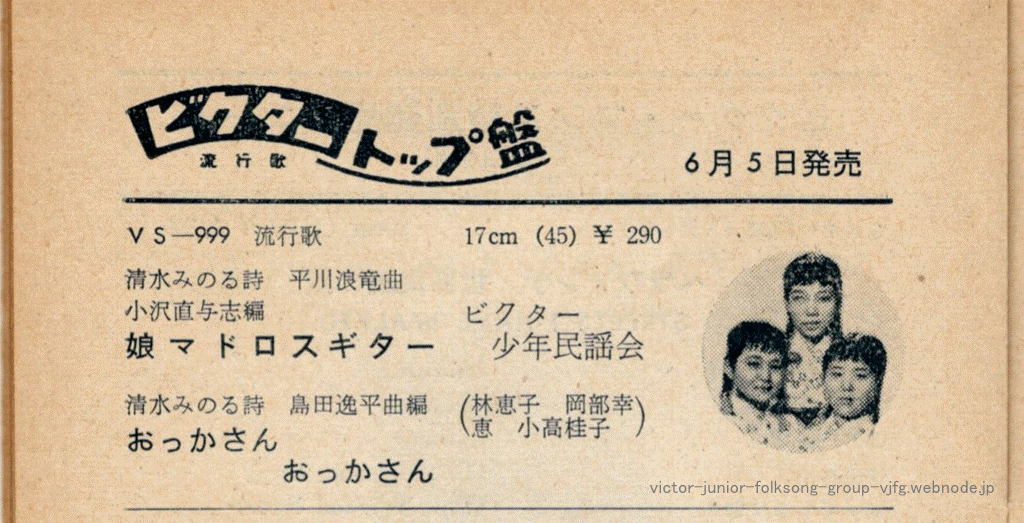 ビクタートップ盤
流行歌
6月5日発売
VS—999 流行歌 17cm (45) ¥ 290
清水みのる詩 平川浪竜曲
小沢直与志編
娘マドロスギター
ビクター
少年民謡会
清水みのる詩 島田逸平曲編
おっかさん
おっかさん
(林恵子 岡部幸
恵 小高桂子)
victor-junior-folksong-group-vjfg.webnode.jp